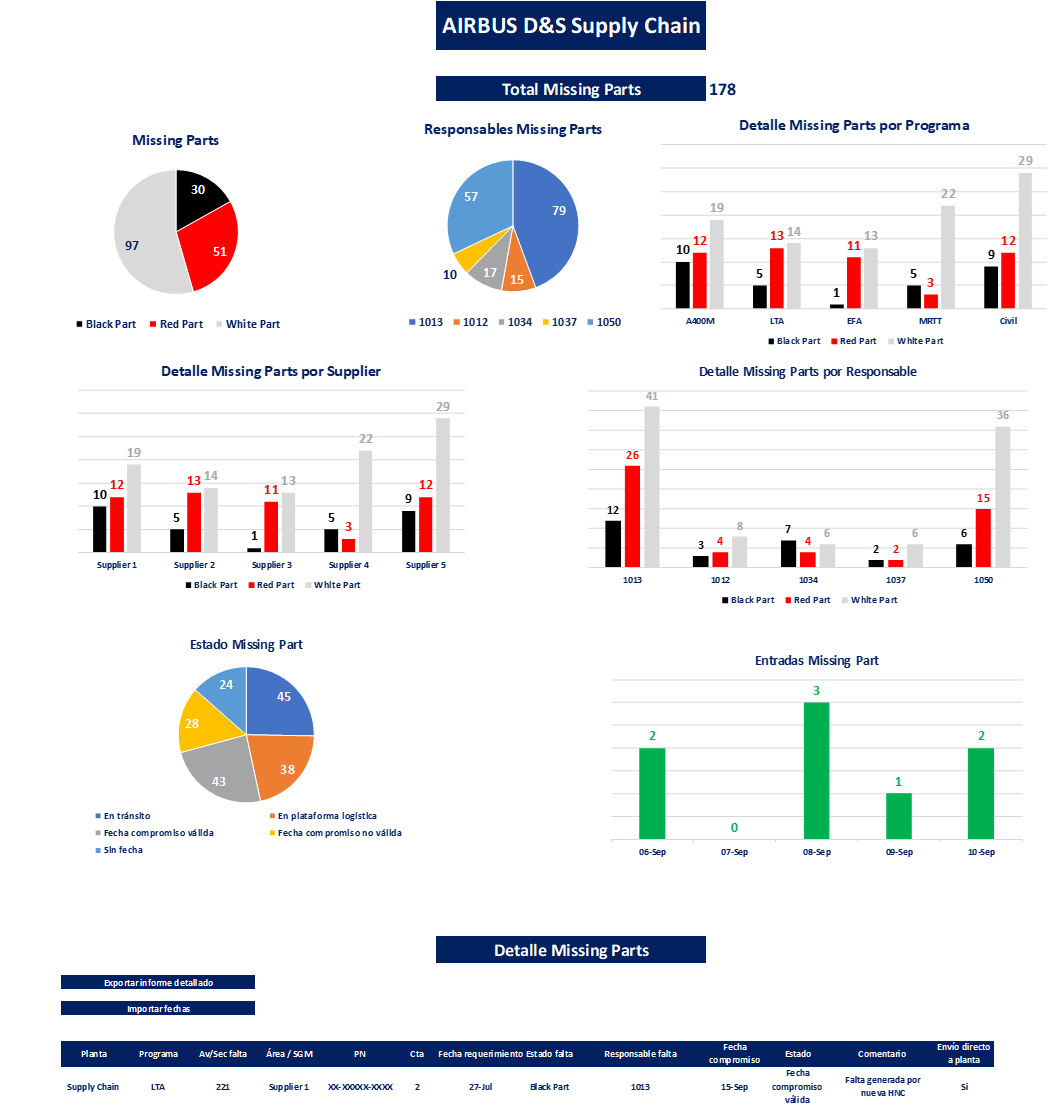 AIRBUS D&S Supply Chain
Total Missing Parts 178
Missing Parts
30
51
97
Black Part Red Part White Part
Responsables Missing Parts
57
79
10
17
15
1013 1012 1034 1037 1050
Detalle Missing Parts por Programa
10 12 19
5 13 14
1 11 13
5 3 22
9 12 29
A400M LTA EFA MRTT Civil
Black Part Red Part White Part
Detalle Missing Parts por Supplier
10 12 19
5 13 14
1 11 13
5 3 22
9 12 29
Supplier 1 Supplier 2 Supplier 3 Supplier 4 Supplier 5
Black Part Red Part White Part
Detalle Missing Parts por Responsable
12 26 41
3 4 8
7 4 6
2 2 6
6 15 36
1013 1012 1034 1037 1050
Black Part Red Part White Part
Estado Missing Part
24
45
28
43
38
En tránsito En plataforma logística
Fecha compromiso válida Fecha compromiso no válida
Sin fecha
Entradas Missing Part
2 0 3 1 2
06-Sep 07-Sep 08-Sep 09-Sep 10-Sep
Detalle Missing Parts
Exportar informe detallado
Importar fechas
Planta Programa Av/Sec falta Área / SGM PN Cta Fecha requerimiento Estado falta Responsable falta Fecha compromiso Estado Comentario Envío directo a planta
Supply Chain LTA 221 Supplier 1 XX-XXXXX-XXXX 2 27-Jul Black Part 1013 15-Sep Fecha compromiso válida Falta generada por nueva HNC Si